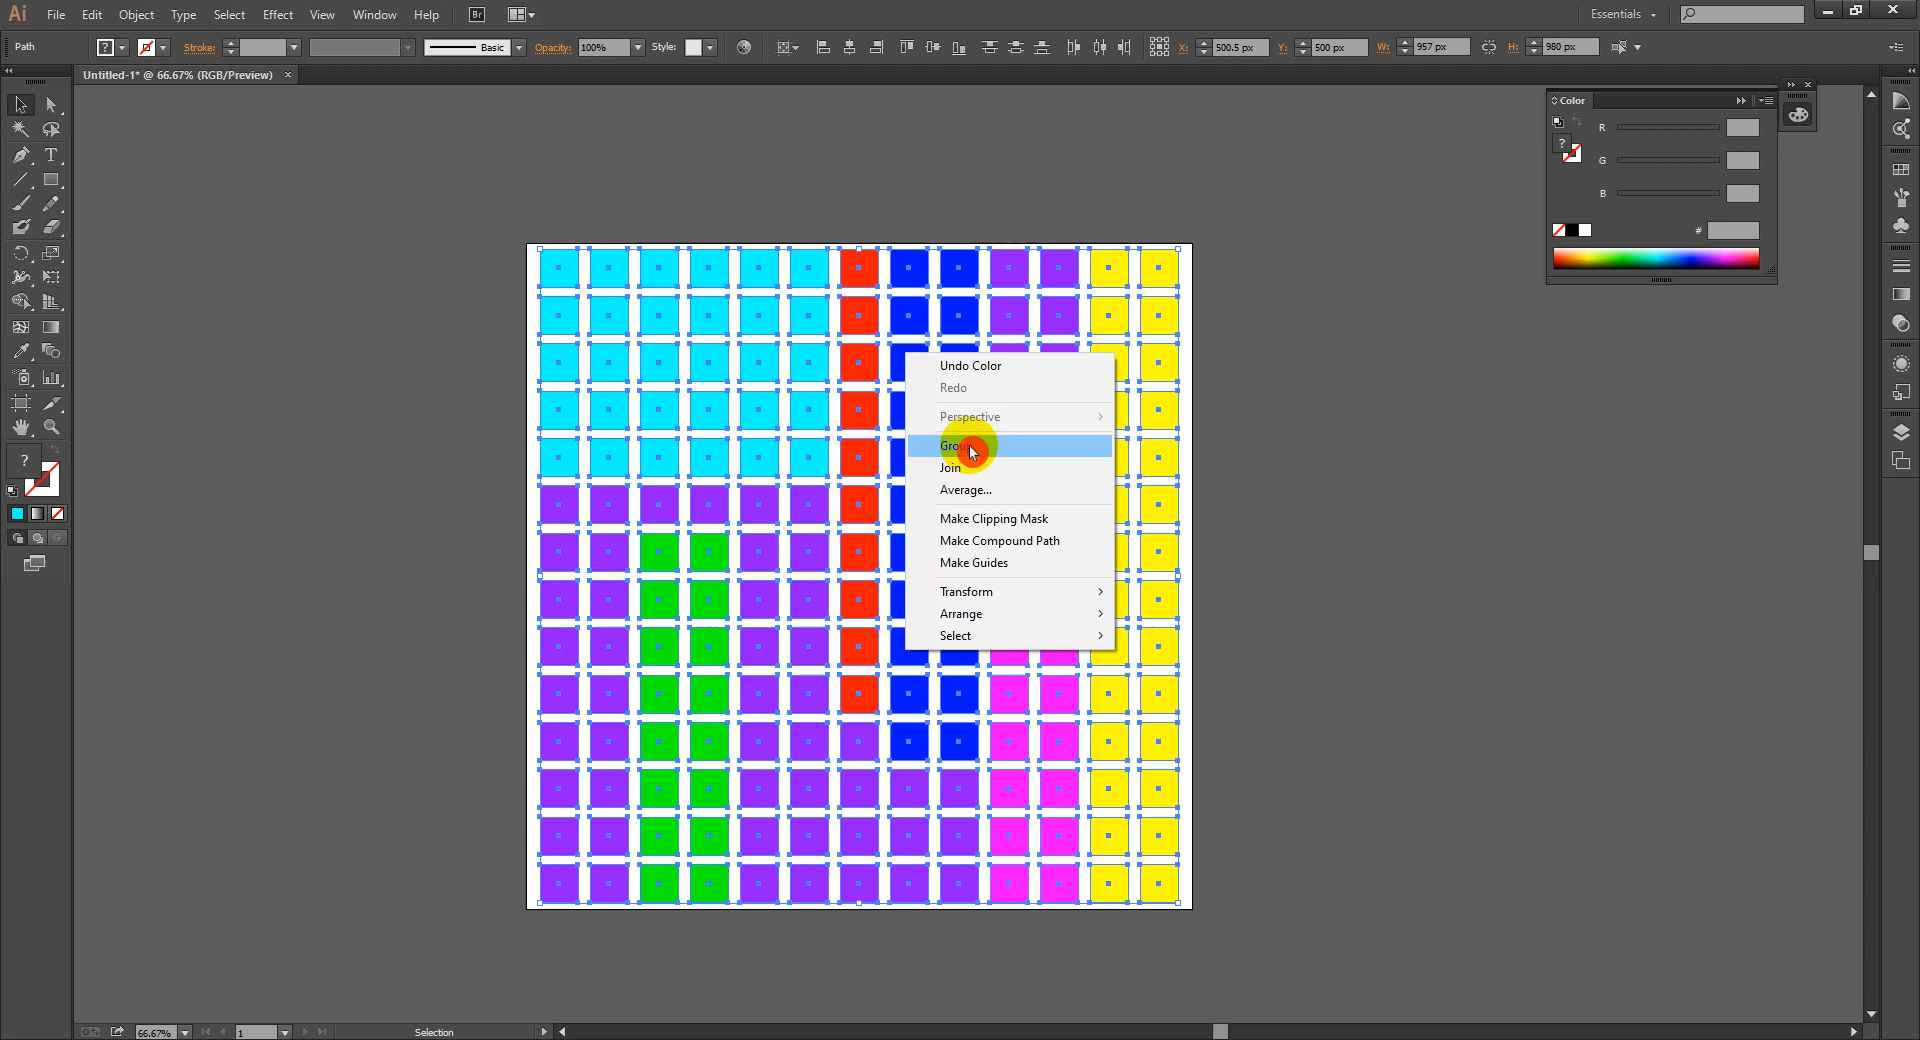 Ai File Edit Object Type Select Effect View Window Help Br Essentials
Path ? Stroke: Basic Opacity: 100% Style: X: 500.5 px Y: 500 px W: 957 px H: 980 px
Untitled-1* @ 66.67% (RGB/Preview)
Color
R
? G
B
#
Undo Color
Redo
Perspective
Group
Join
Average...
Make Clipping Mask
Make Compound Path
Make Guides
Transform
Arrange
Select
T
?
66.67% 1 Selection